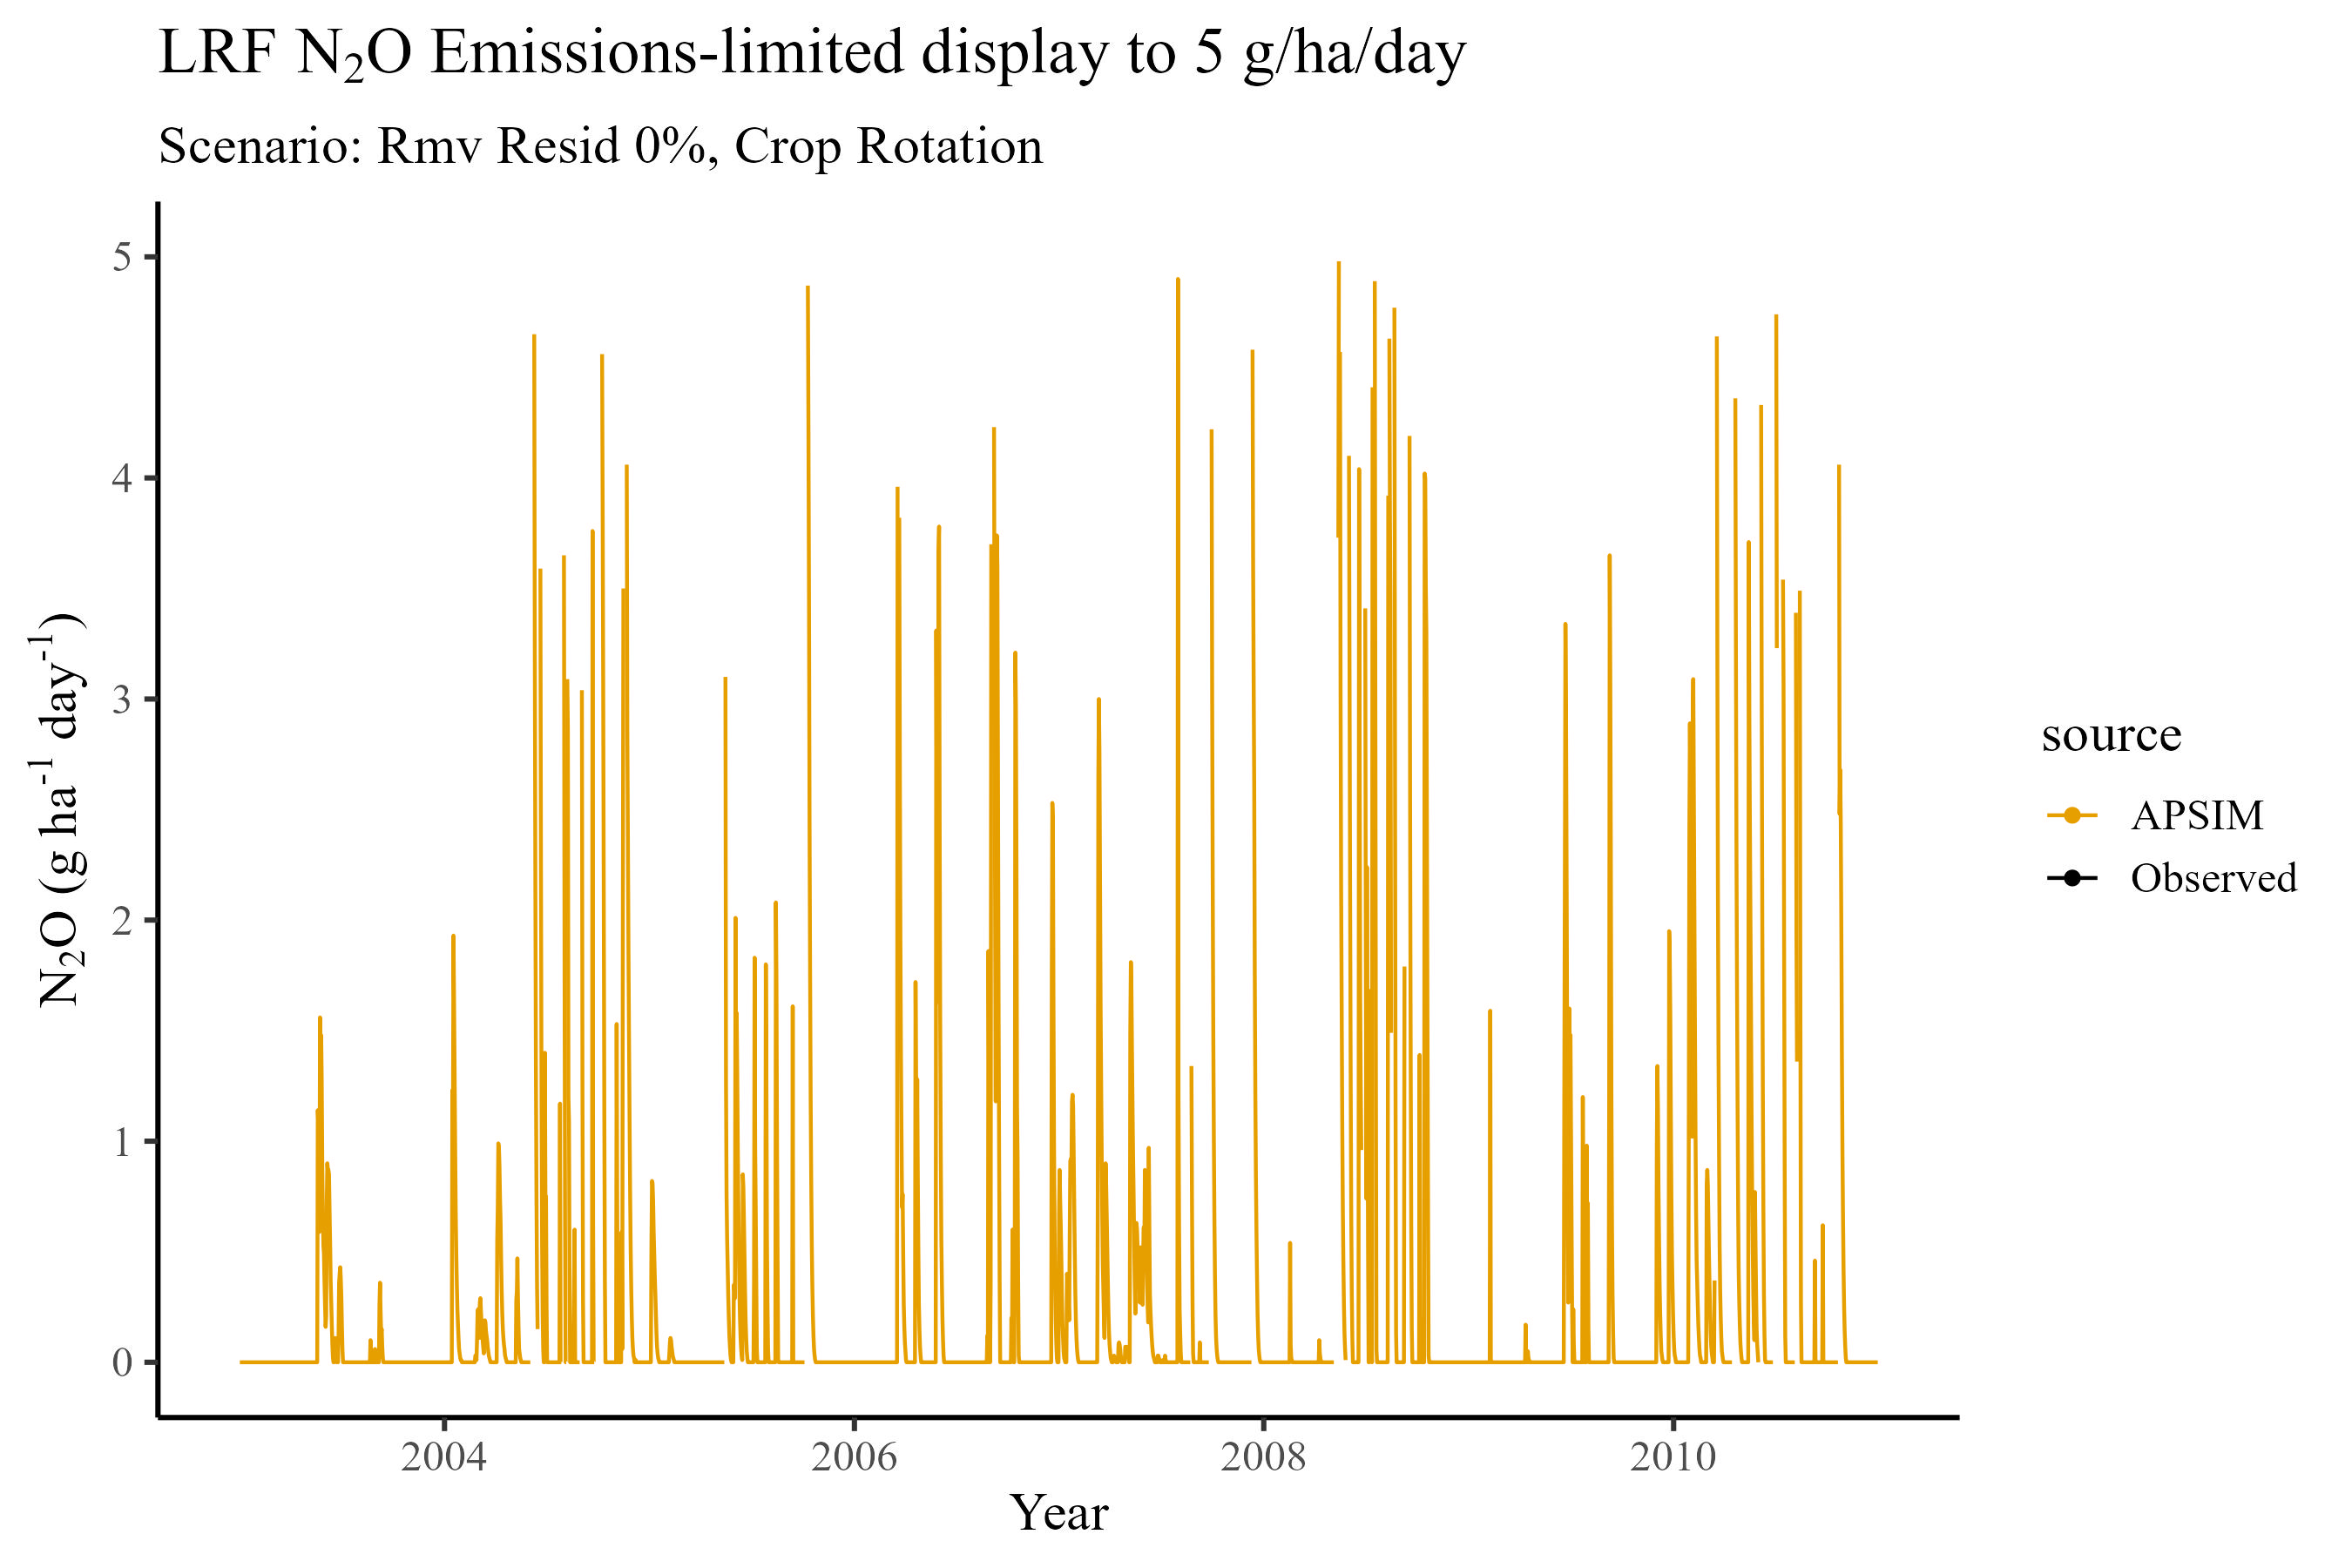 LRF N₂O Emissions-limited display to 5 g/ha/day
Scenario: Rmv Resid 0%, Crop Rotation
N₂O (g ha⁻¹ day⁻¹)
5
4
3
2
1
0
2004
2006
2008
2010
Year
source
APSIM
Observed